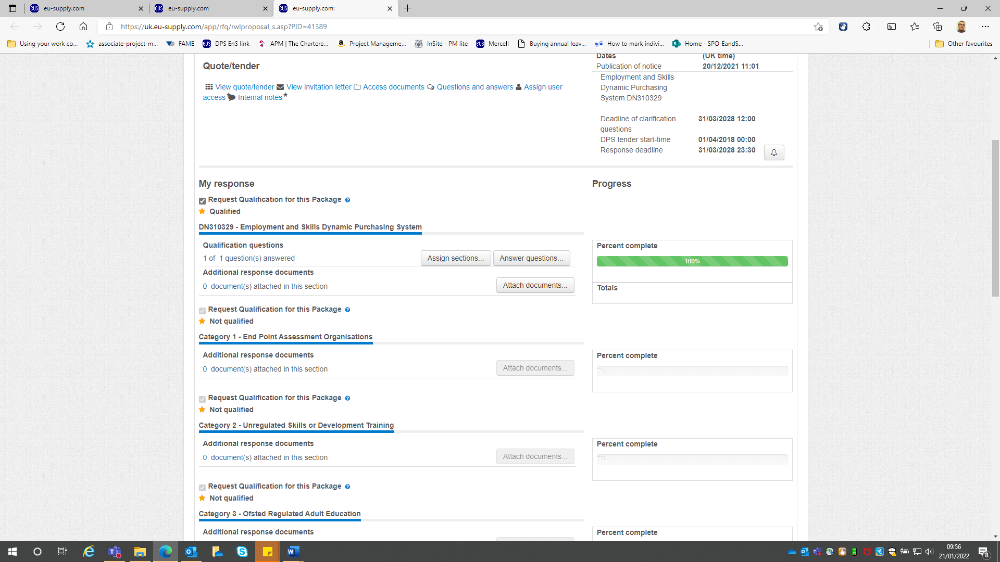 eu-supply.com
eu-supply.com
eu-supply.com:
https://uk.eu-supply.com/app/rfq/rwlproposal_s.asp?PID=41389
Using your work co...
associate-project-m...
FAME
DPS EnS link
APM | The Chartere...
Project Manageme...
InSite - PM lite
Mercell
Buying annual leav...
How to mark indivi...
Home - SPO-EandS...
Other favourites
Quote/tender
View quote/tender View invitation letter Access documents Questions and answers Assign user
access Internal notes *
Dates (UK time)
Publication of notice 20/12/2021 11:01
Employment and Skills
Dynamic Purchasing
System DN310329
Deadline of clarification 31/03/2028 12:00
questions
DPS tender start-time 01/04/2018 00:00
Response deadline 31/03/2028 23:30
My response
Progress
Request Qualification for this Package ?
Qualified
DN310329 - Employment and Skills Dynamic Purchasing System
Qualification questions
1 of 1 question(s) answered
Assign sections...
Answer questions...
Additional response documents
0 document(s) attached in this section
Attach documents...
Percent complete
100%
Totals
Request Qualification for this Package ?
Not qualified
Category 1 - End Point Assessment Organisations
Additional response documents
0 document(s) attached in this section
Attach documents...
Percent complete
Request Qualification for this Package ?
Not qualified
Category 2 - Unregulated Skills or Development Training
Additional response documents
0 document(s) attached in this section
Attach documents...
Percent complete
Request Qualification for this Package ?
Not qualified
Category 3 - Ofsted Regulated Adult Education
Additional response documents
Percent complete
09:56
21/01/2022
8